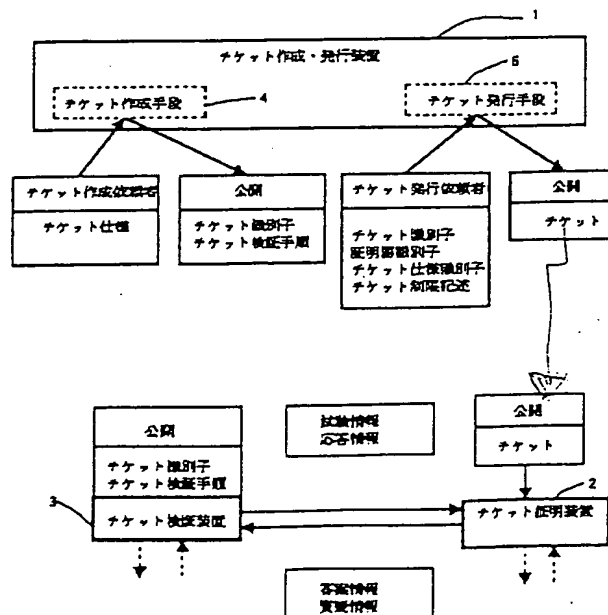 1
チケット作成・発行装置
チケット作成手段
4
5
チケット発行手段
チケット作成依頼者
チケット仕様
公開
チケット識別子
チケット検証手順
チケット発行依頼者
チケット識別子
証明器識別子
チケット仕様識別子
チケット制限記述
公開
チケット
公開
チケット識別子
チケット検証手順
3
チケット検証装置
試験情報
応答情報
公開
チケット
2
チケット証明装置
答案情報